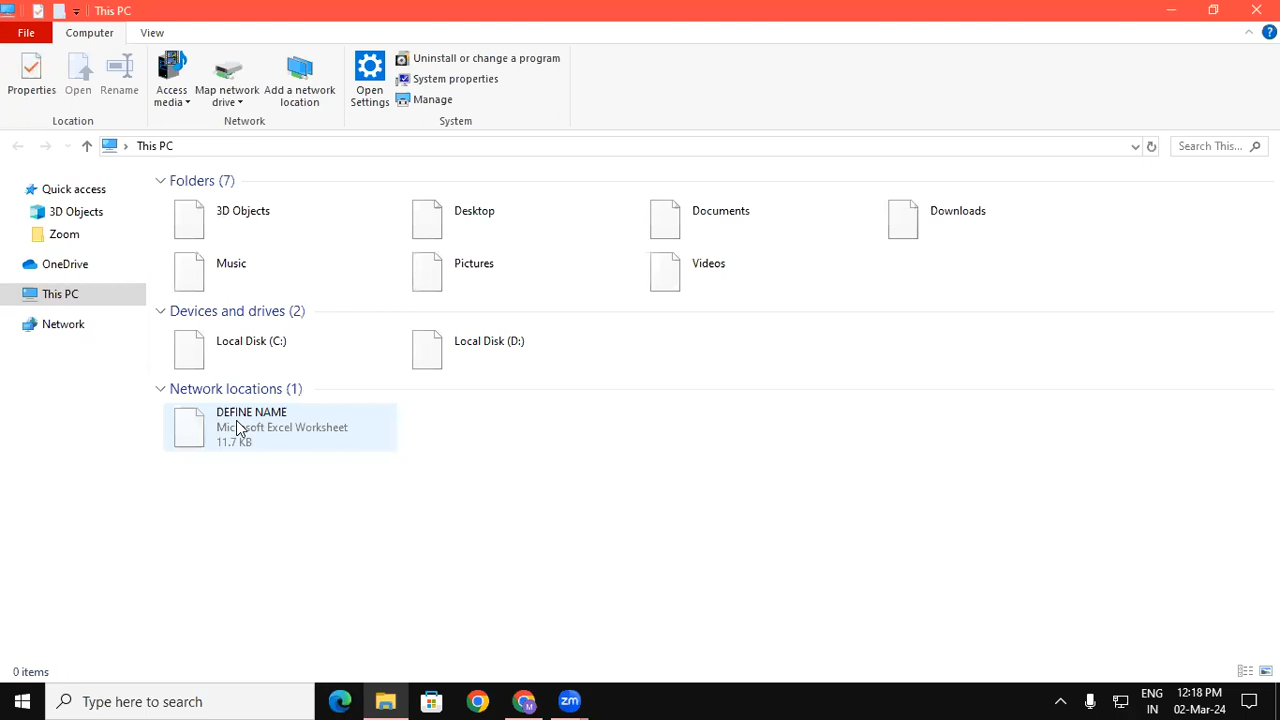 This PC
File Computer View
Properties Open Rename Access media Map network drive Add a network location Open Settings Uninstall or change a program
System properties
Manage
Location Network System
This PC Search This...
Quick access
3D Objects
Zoom
OneDrive
This PC
Network
Folders (7)
3D Objects Desktop Documents Downloads
Music Pictures Videos
Devices and drives (2)
Local Disk (C:) Local Disk (D:)
Network locations (1)
DEFINE NAME
Microsoft Excel Worksheet
11.7 KB
0 items
Type here to search
zm
M
ENG
IN
12:18 PM
02-Mar-24